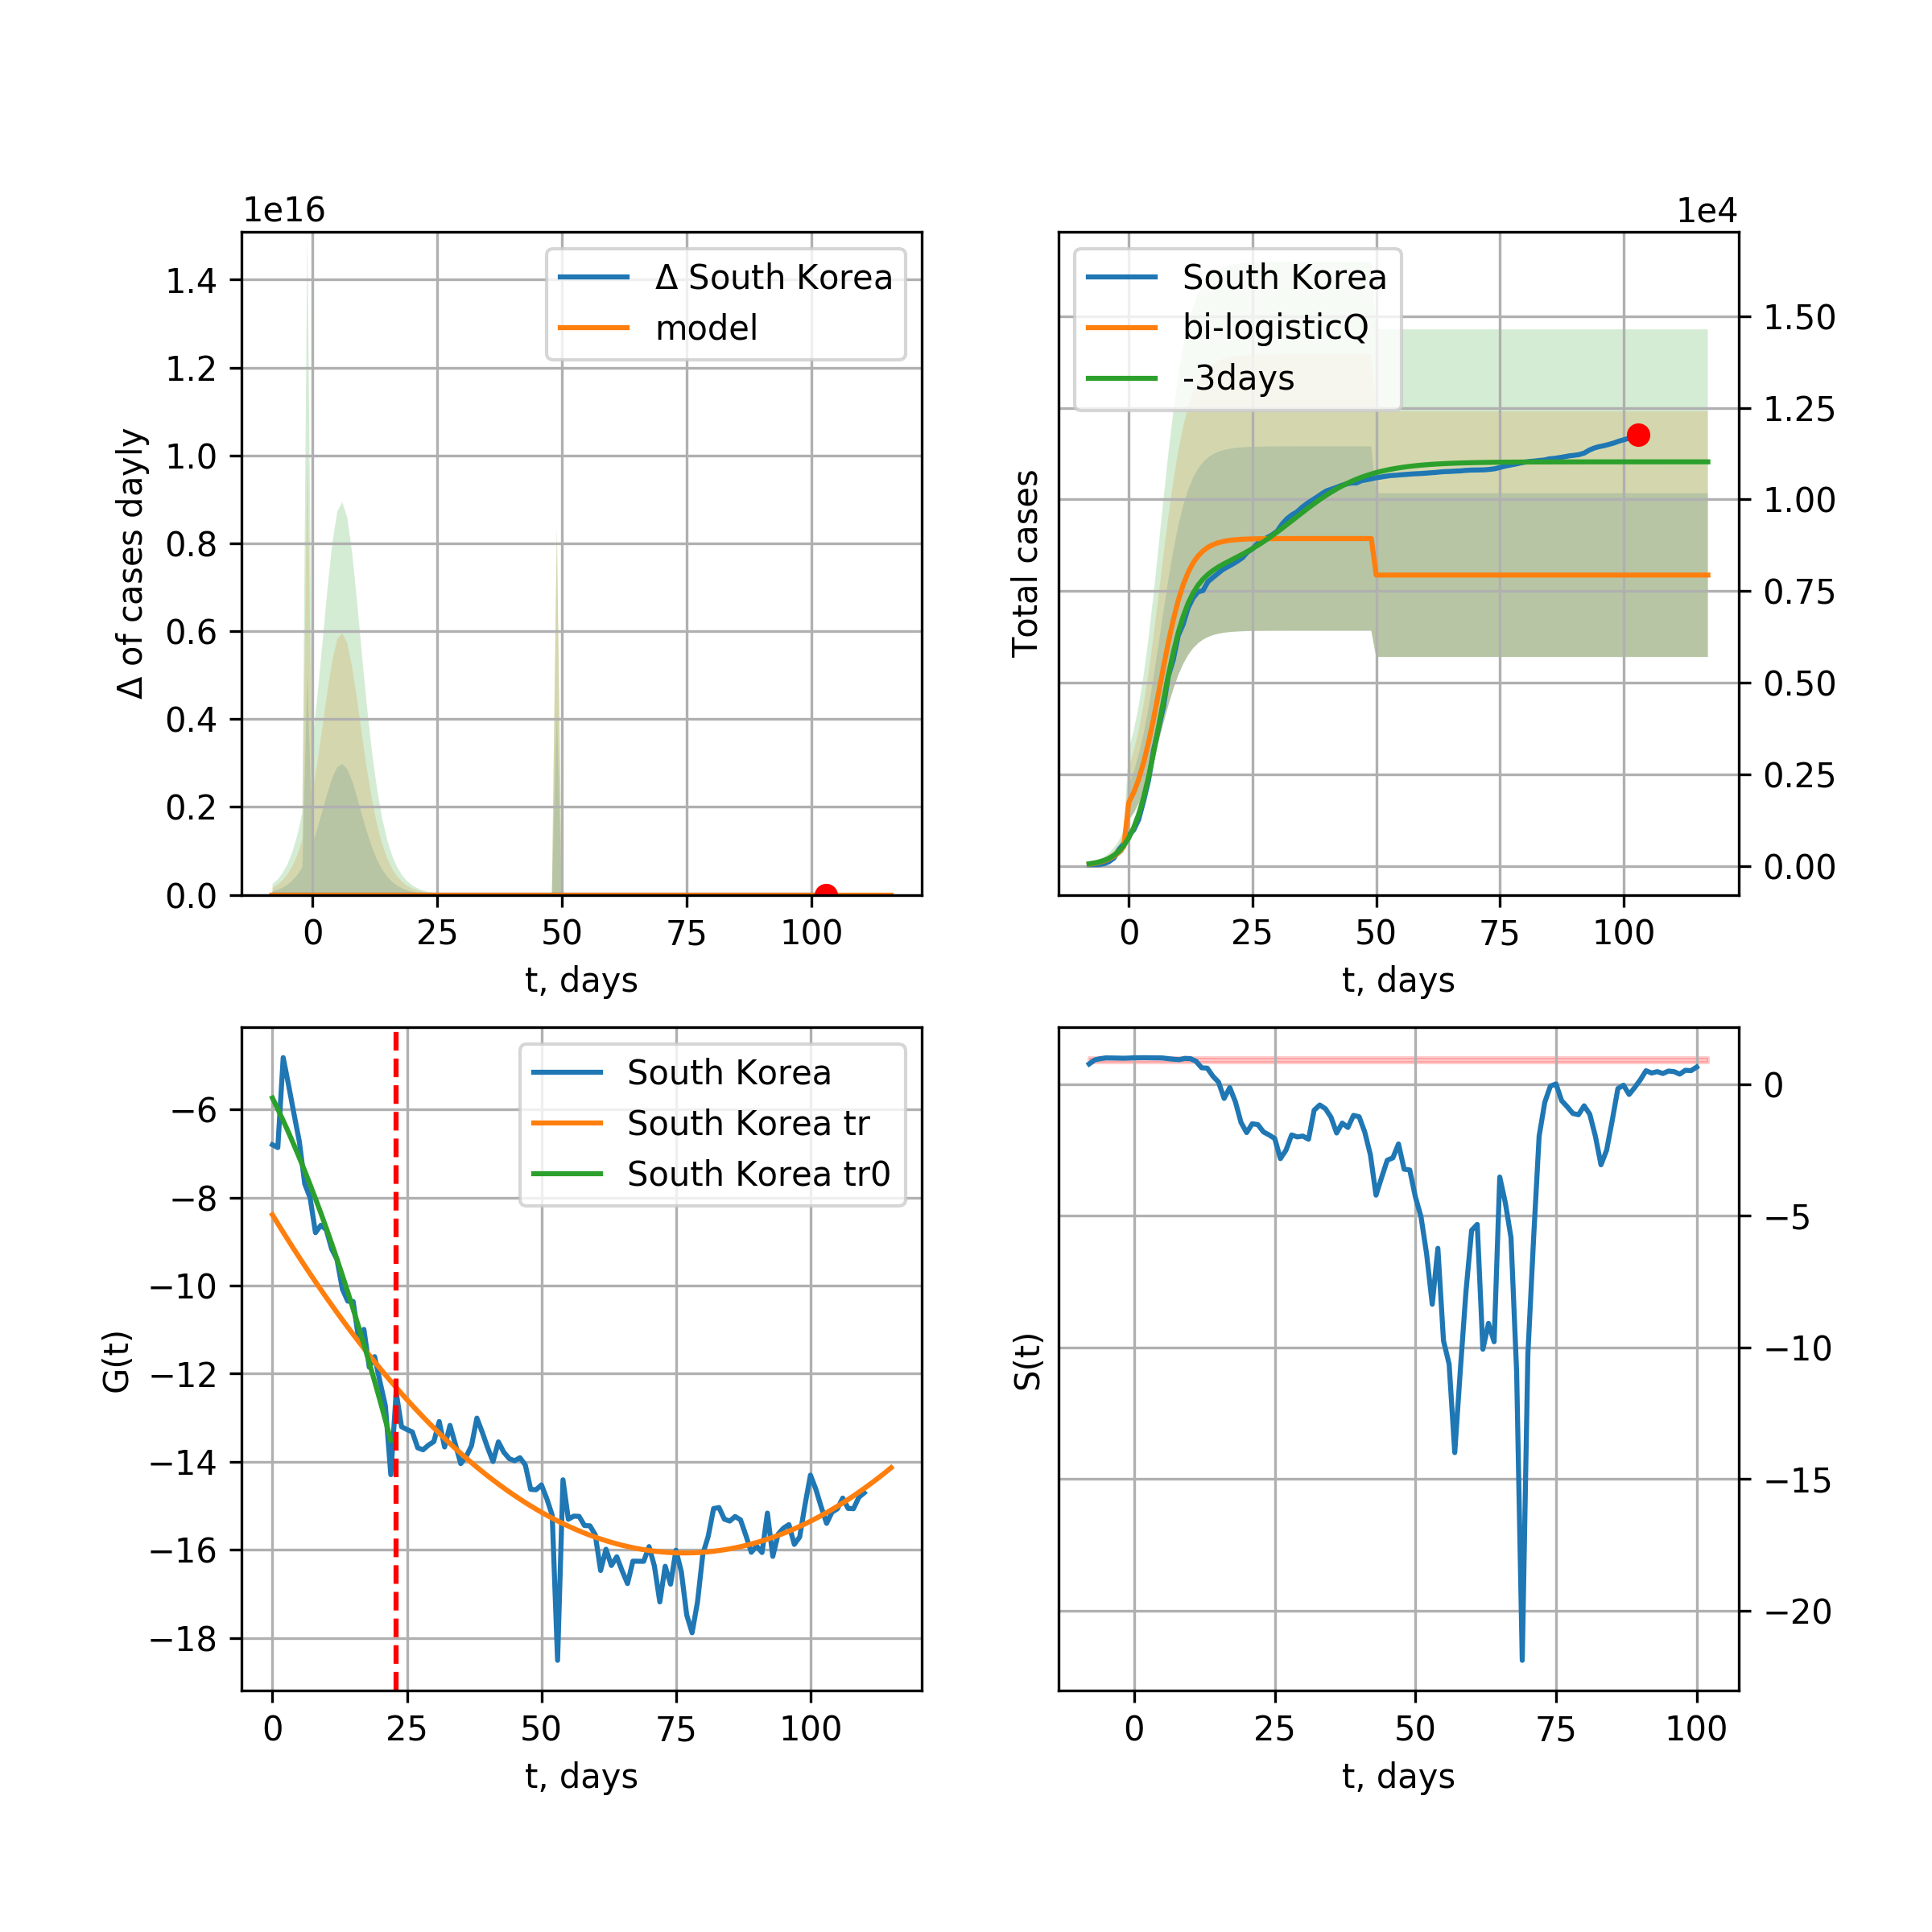 1e16
Δ South Korea
model
1.4
1.2
1.0
0.8
0.6
0.4
0.2
0.0
Δ of cases dayly
0 25 50 75 100
t, days
1e4
South Korea
bi-logisticQ
-3days
1.50
1.25
1.00
0.75
0.50
0.25
0.00
Total cases
0 25 50 75 100
t, days
South Korea
South Korea tr
South Korea tr0
−6
−8
−10
−12
−14
−16
−18
G(t)
0 25 50 75 100
t, days
0
−5
−10
−15
−20
S(t)
0 25 50 75 100
t, days